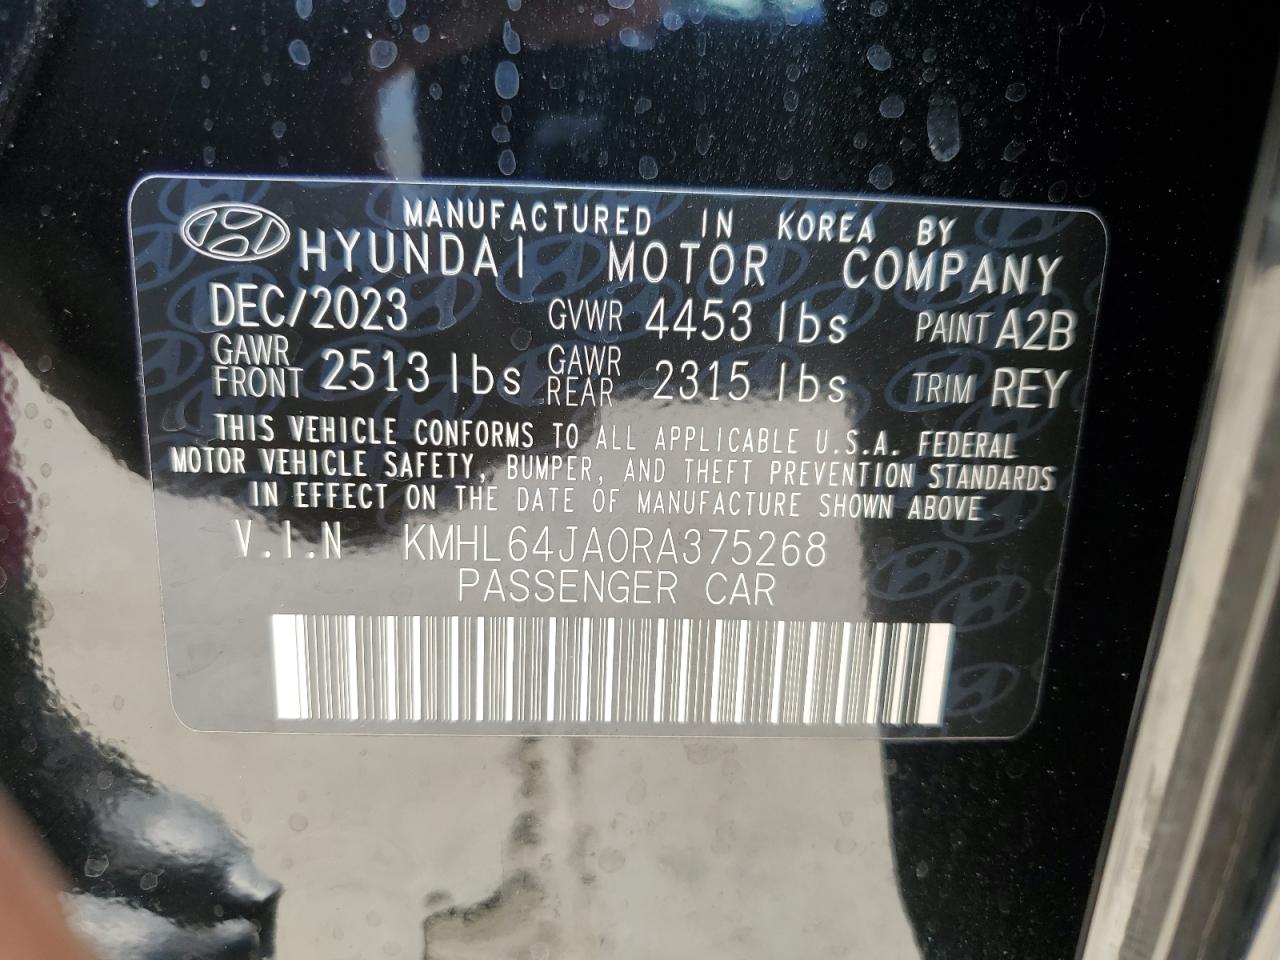 MANUFACTURED IN KOREA BY
HYUNDAI MOTOR COMPANY
DEC/2023 GVWR 4453 lbs PAINT A2B
GAWR FRONT 2513 lbs GAWR REAR 2315 lbs TRIM REY
THIS VEHICLE CONFORMS TO ALL APPLICABLE U.S.A. FEDERAL
MOTOR VEHICLE SAFETY, BUMPER, AND THEFT PREVENTION STANDARDS
IN EFFECT ON THE DATE OF MANUFACTURE SHOWN ABOVE
V.I.N KMHL64JA0RA375268
PASSENGER CAR